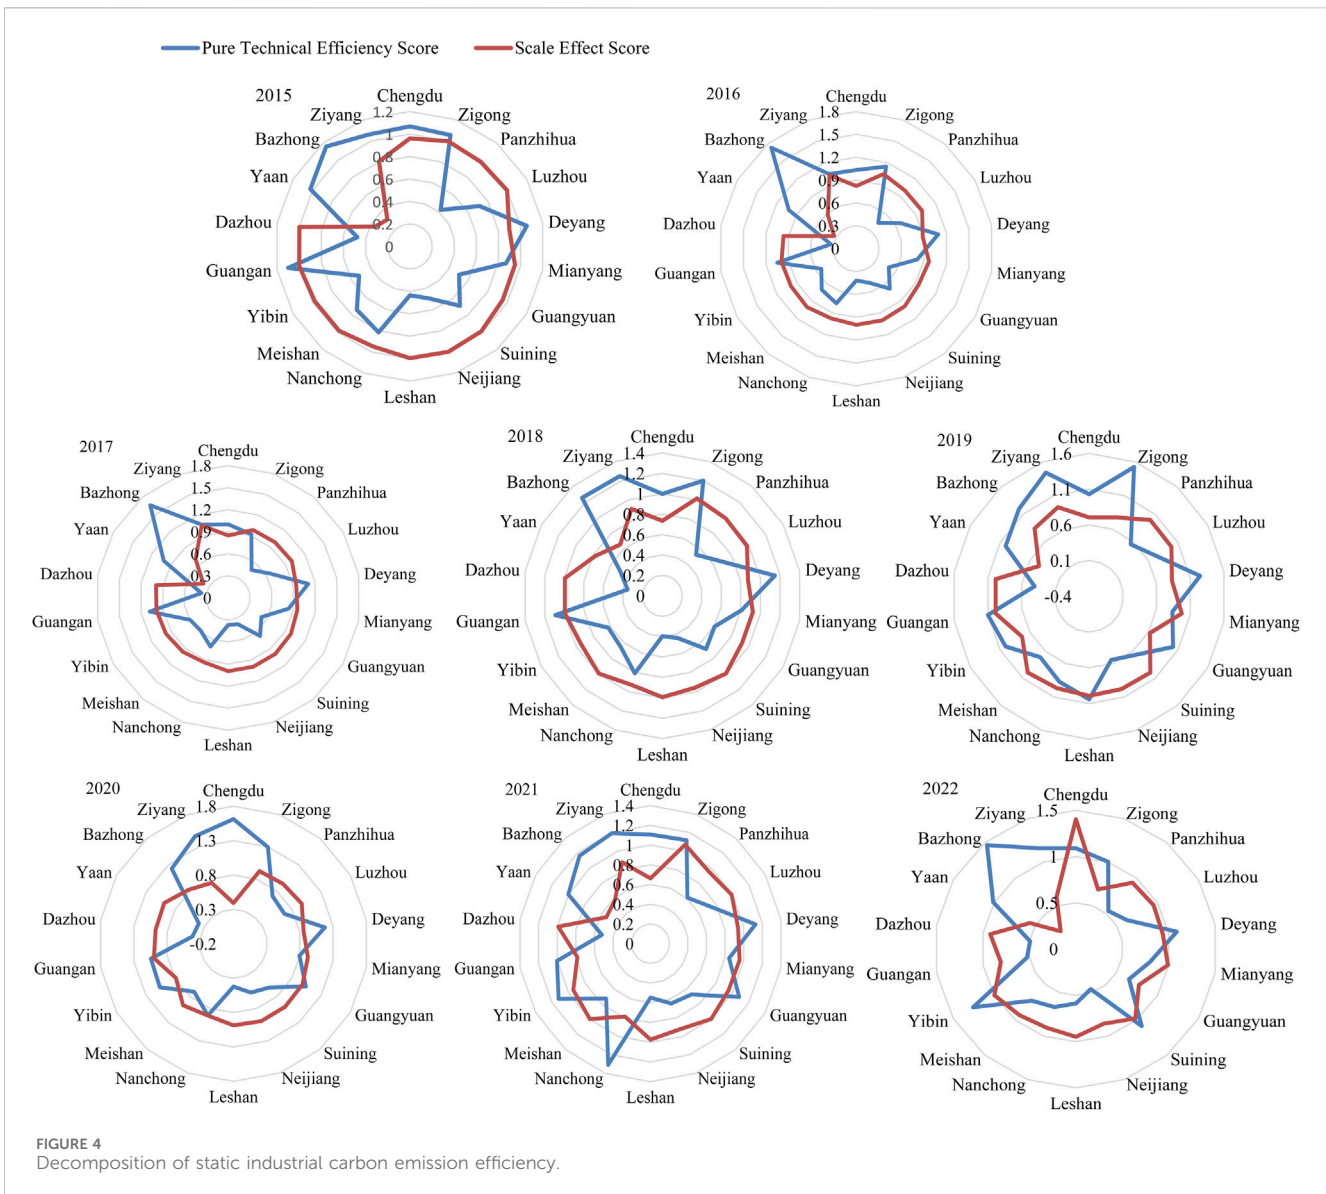 Pure Technical Efficiency Score
Scale Effect Score
2015
Chengdu
Zigong
Panzhihua
Luzhou
Deyang
Mianyang
Guangyuan
Suining
Neijiang
Leshan
Nanchong
Meishan
Yibin
Guangan
Dazhou
Yaan
Bazhong
Ziyang
1.2
1
0.8
0.6
0.4
0.2
0
2016
Chengdu
Zigong
Panzhihua
Luzhou
Deyang
Mianyang
Guangyuan
Suining
Neijiang
Leshan
Nanchong
Meishan
Yibin
Guangan
Dazhou
Yaan
Bazhong
Ziyang
1.8
1.5
1.2
0.9
0.6
0.3
0
2017
Chengdu
Zigong
Panzhihua
Luzhou
Deyang
Mianyang
Guangyuan
Suining
Neijiang
Leshan
Nanchong
Meishan
Yibin
Guangan
Dazhou
Yaan
Bazhong
Ziyang
1.8
1.5
1.2
0.9
0.6
0.3
0
2018
Chengdu
Zigong
Panzhihua
Luzhou
Deyang
Mianyang
Guangyuan
Suining
Neijiang
Leshan
Nanchong
Meishan
Yibin
Guangan
Dazhou
Yaan
Bazhong
Ziyang
1.4
1.2
1
0.8
0.6
0.4
0.2
0
2019
Chengdu
Zigong
Panzhihua
Luzhou
Deyang
Mianyang
Guangyuan
Suining
Neijiang
Leshan
Nanchong
Meishan
Yibin
Guangan
Dazhou
Yaan
Bazhong
Ziyang
1.6
1.1
0.6
0.1
-0.4
2020
Chengdu
Zigong
Panzhihua
Luzhou
Deyang
Mianyang
Guangyuan
Suining
Neijiang
Leshan
Nanchong
Meishan
Yibin
Guangan
Dazhou
Yaan
Bazhong
Ziyang
1.8
1.3
0.8
0.3
-0.2
2021
Chengdu
Zigong
Panzhihua
Luzhou
Deyang
Mianyang
Guangyuan
Suining
Neijiang
Leshan
Nanchong
Meishan
Yibin
Guangan
Dazhou
Yaan
Bazhong
Ziyang
1.4
1.2
1
0.8
0.6
0.4
0.2
0
2022
Chengdu
Zigong
Panzhihua
Luzhou
Deyang
Mianyang
Guangyuan
Suining
Neijiang
Leshan
Nanchong
Meishan
Yibin
Guangan
Dazhou
Yaan
Bazhong
Ziyang
1.5
1
0.5
0
FIGURE 4
Decomposition of static industrial carbon emission efficiency.